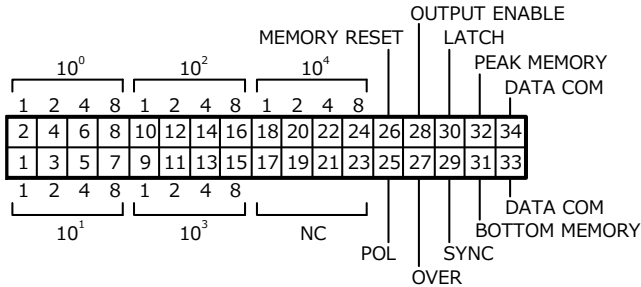 OUTPUT ENABLE
MEMORY RESET LATCH
10⁰ 10² 10⁴ PEAK MEMORY
DATA COM
1 2 4 8 1 2 4 8 1 2 4 8
2 4 6 8 10 12 14 16 18 20 22 24 26 28 30 32 34
1 3 5 7 9 11 13 15 17 19 21 23 25 27 29 31 33
1 2 4 8 1 2 4 8
DATA COM
10¹ 10³ NC BOTTOM MEMORY
POL SYNC
OVER